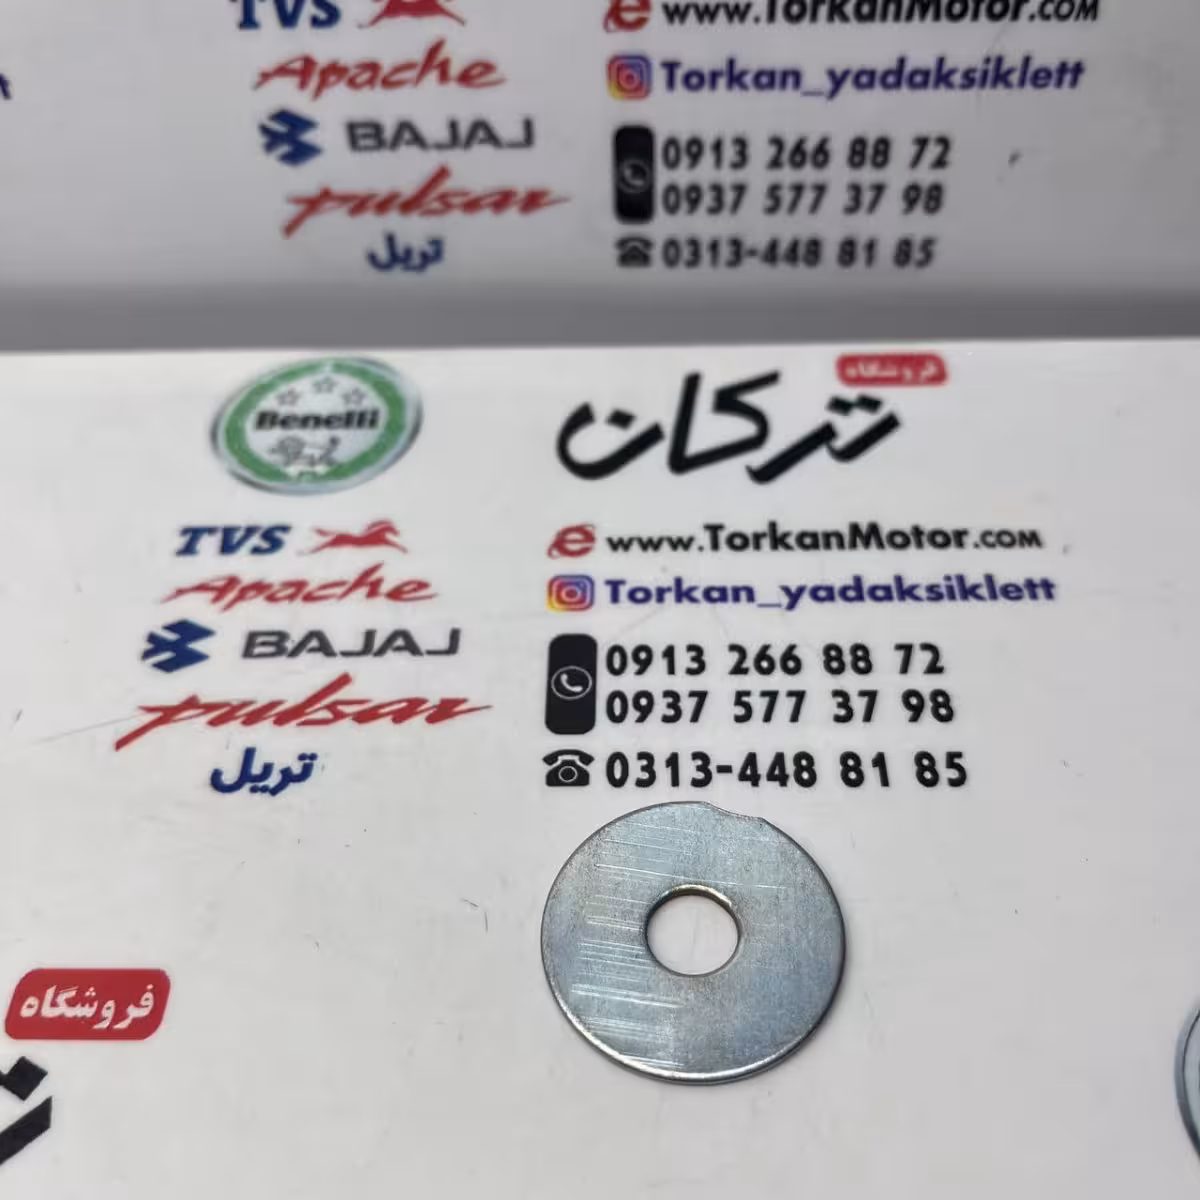 TVS
www.TorkanMotor.com
Apache
Torkan_yadaksiklett
BAJAJ
0913 266 88 72
pulsar
0937 577 37 98
تریل
0313-448 81 85
Benelli
فروشگاه
ترکان
TVS
www.TorkanMotor.com
Apache
Torkan_yadaksiklett
BAJAJ
0913 266 88 72
pulsar
0937 577 37 98
تریل
0313-448 81 85
فروشگاه